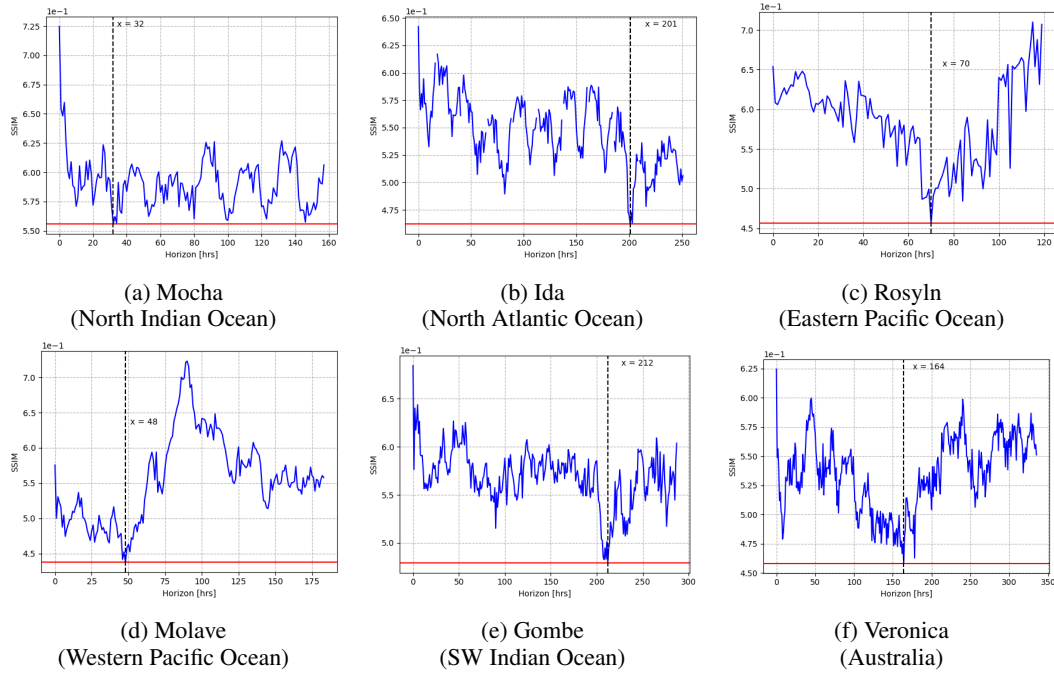 1e−1
7.25
7.00
6.75
6.50
6.25
6.00
5.75
5.50
SSIM
x = 32
0 20 40 60 80 100 120 140 160
Horizon [hrs]
(a) Mocha
(North Indian Ocean)
1e−1
6.25
6.00
5.75
5.50
5.25
5.00
4.75
SSIM
x = 201
0 50 100 150 200 250
Horizon [hrs]
(b) Ida
(North Atlantic Ocean)
1e−1
7.0
6.5
6.0
5.5
5.0
4.5
SSIM
x = 70
0 20 40 60 80 100 120
Horizon [hrs]
(c) Rosyln
(Eastern Pacific Ocean)
1e−1
7.0
6.5
6.0
5.5
5.0
4.5
SSIM
x = 48
0 25 50 75 100 125 150 175
Horizon [hrs]
(d) Molave
(Western Pacific Ocean)
1e−1
6.5
6.0
5.5
5.0
SSIM
x = 212
0 50 100 150 200 250 300
Horizon [hrs]
(e) Gombe
(SW Indian Ocean)
1e−1
6.25
6.00
5.75
5.50
5.25
5.00
4.75
4.50
SSIM
x = 164
0 50 100 150 200 250 300 350
Horizon [hrs]
(f) Veronica
(Australia)